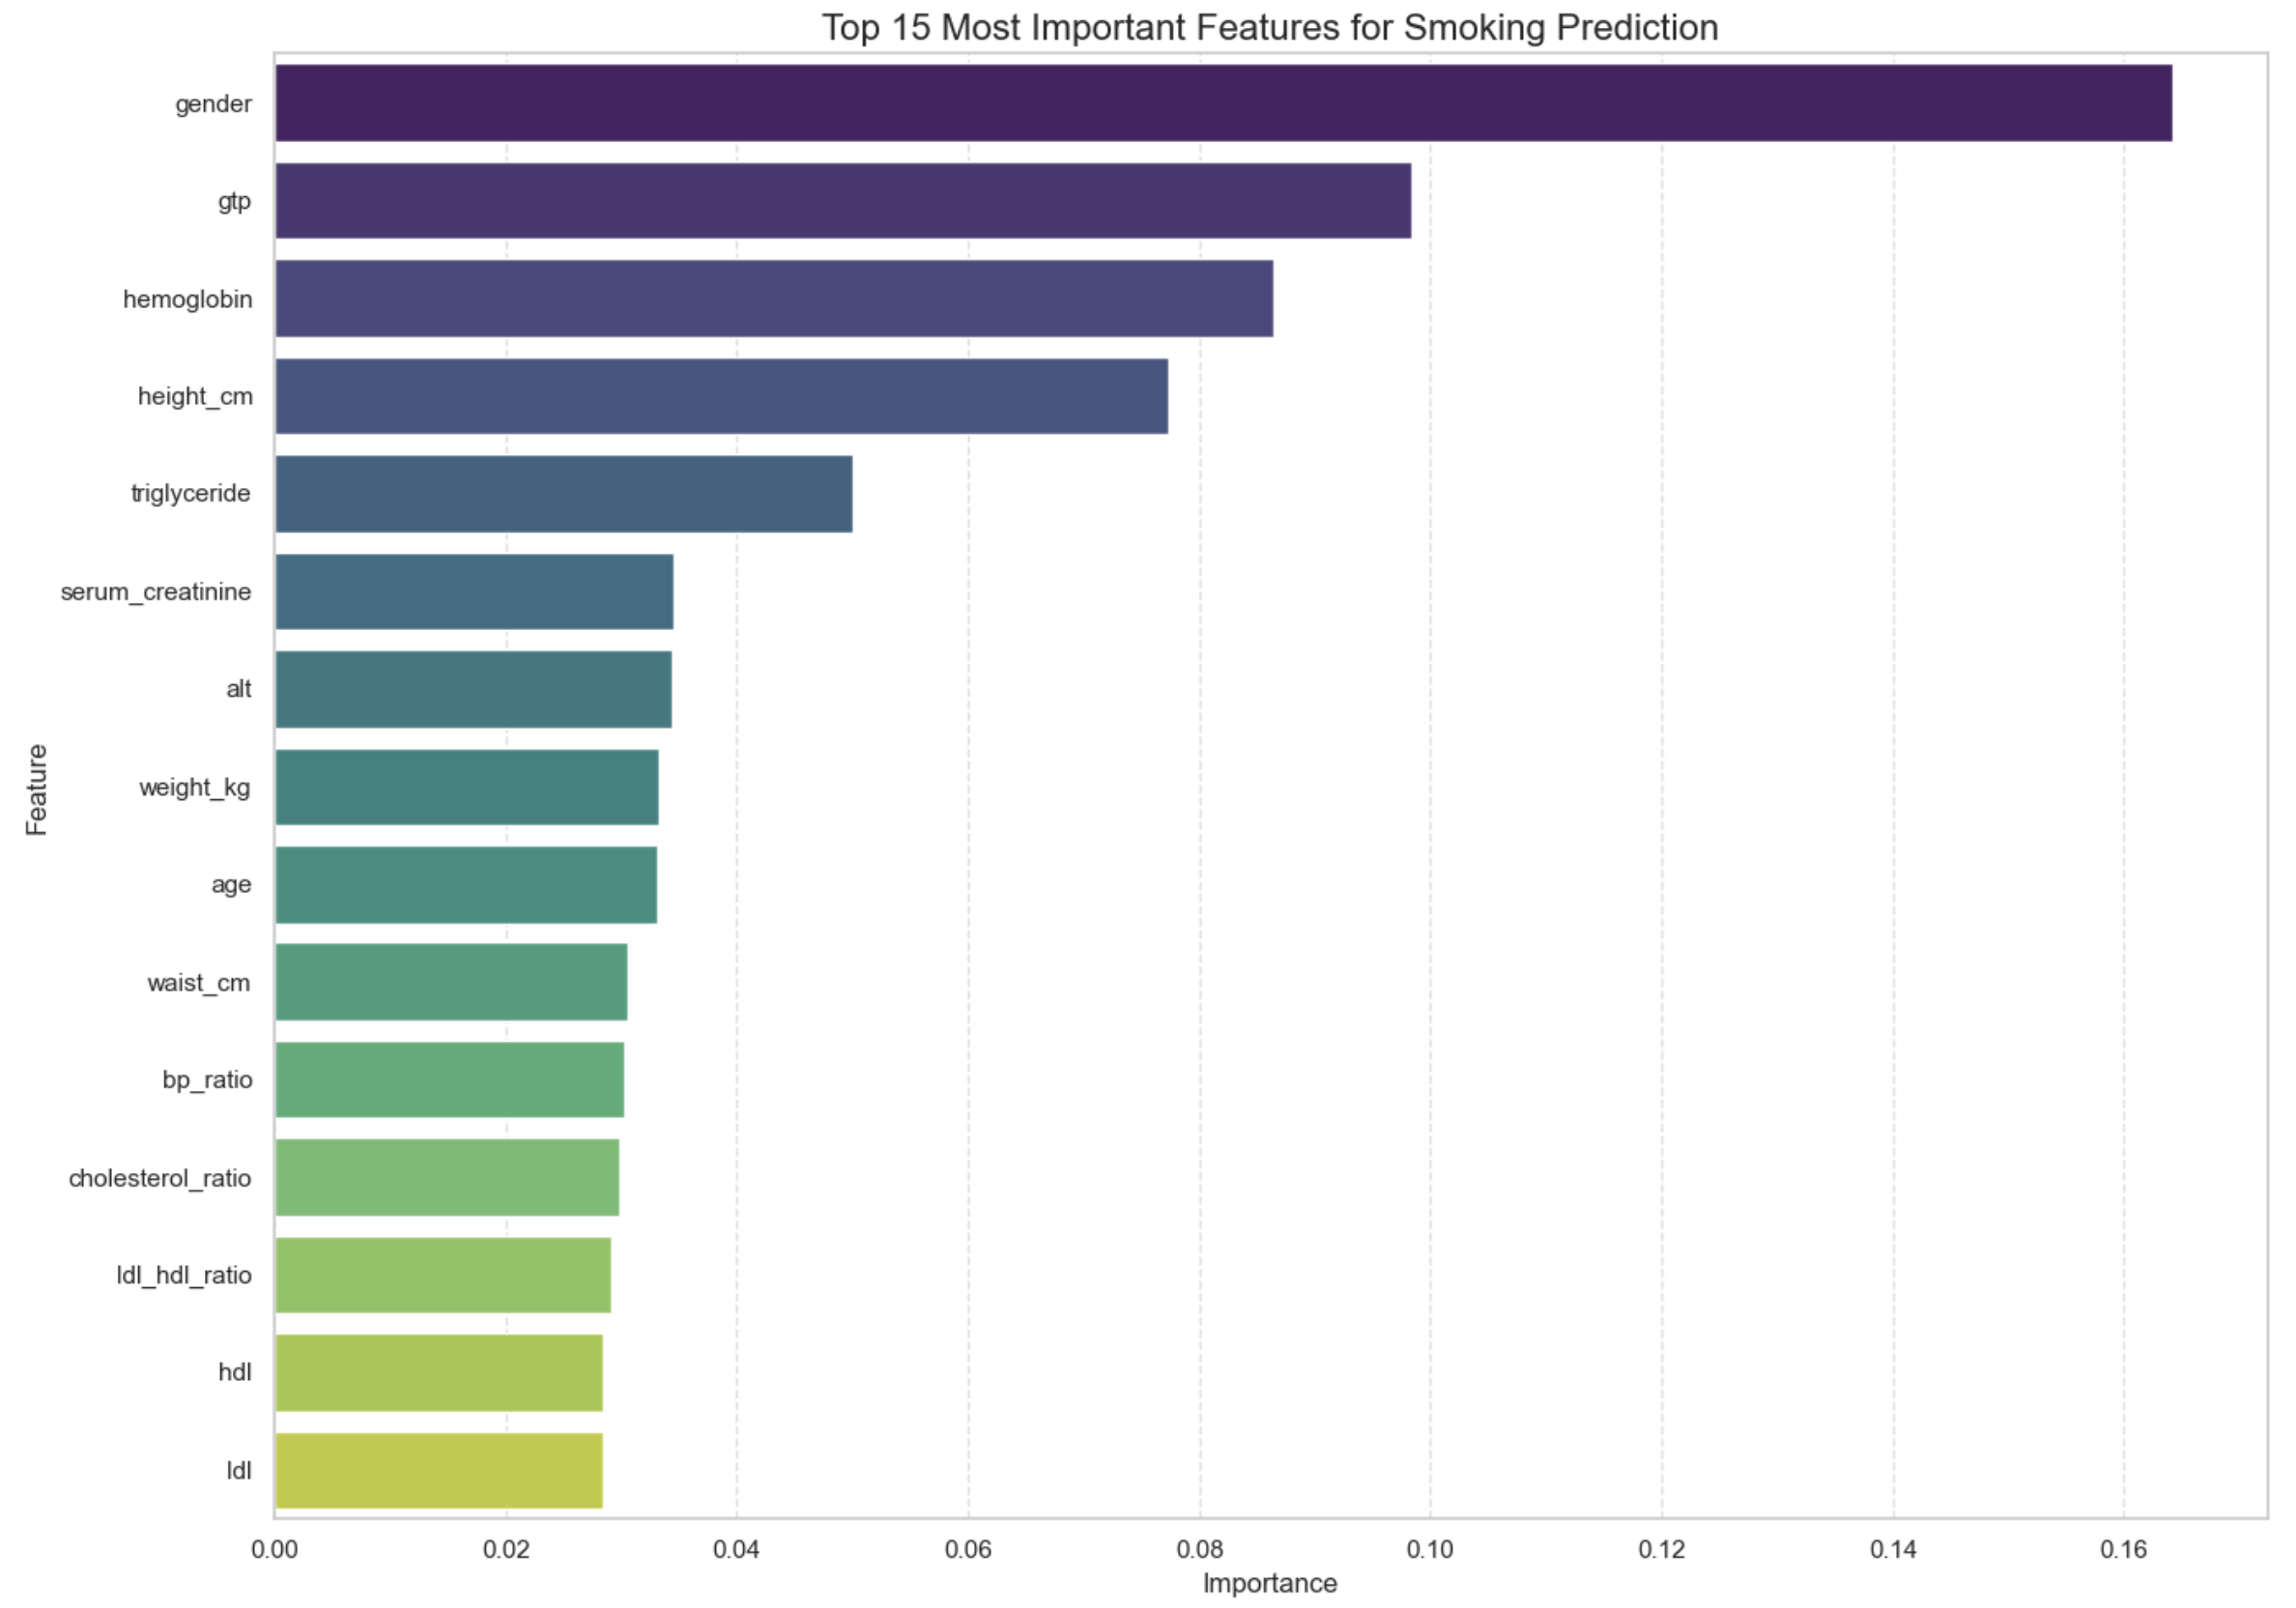 Top 15 Most Important Features for Smoking Prediction
gender
gtp
hemoglobin
height_cm
triglyceride
serum_creatinine
alt
weight_kg
age
waist_cm
bp_ratio
cholesterol_ratio
ldl_hdl_ratio
hdl
ldl
Feature
0.00 0.02 0.04 0.06 0.08 0.10 0.12 0.14 0.16
Importance